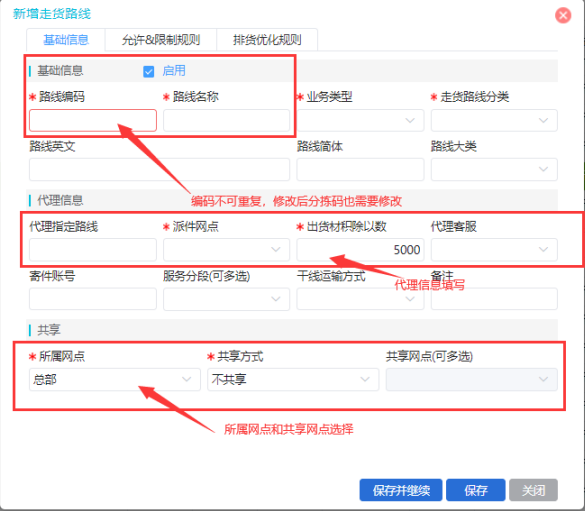 新增走货路线
基础信息 允许&限制规则 排货优化规则
基础信息 启用
*路线编码 *路线名称 *业务类型 *走货路线分类
路线英文 路线简体 路线大类
编码不可重复，修改后分拣码也需要修改
代理信息
代理指定路线 *派件网点 *出货材积除以数 代理客服
5000
寄件账号 服务分段(可多选) 干线运输方式 备注
代理信息填写
共享
*所属网点 *共享方式 共享网点(可多选)
总部 不共享
所属网点和共享网点选择
保存并继续 保存 关闭